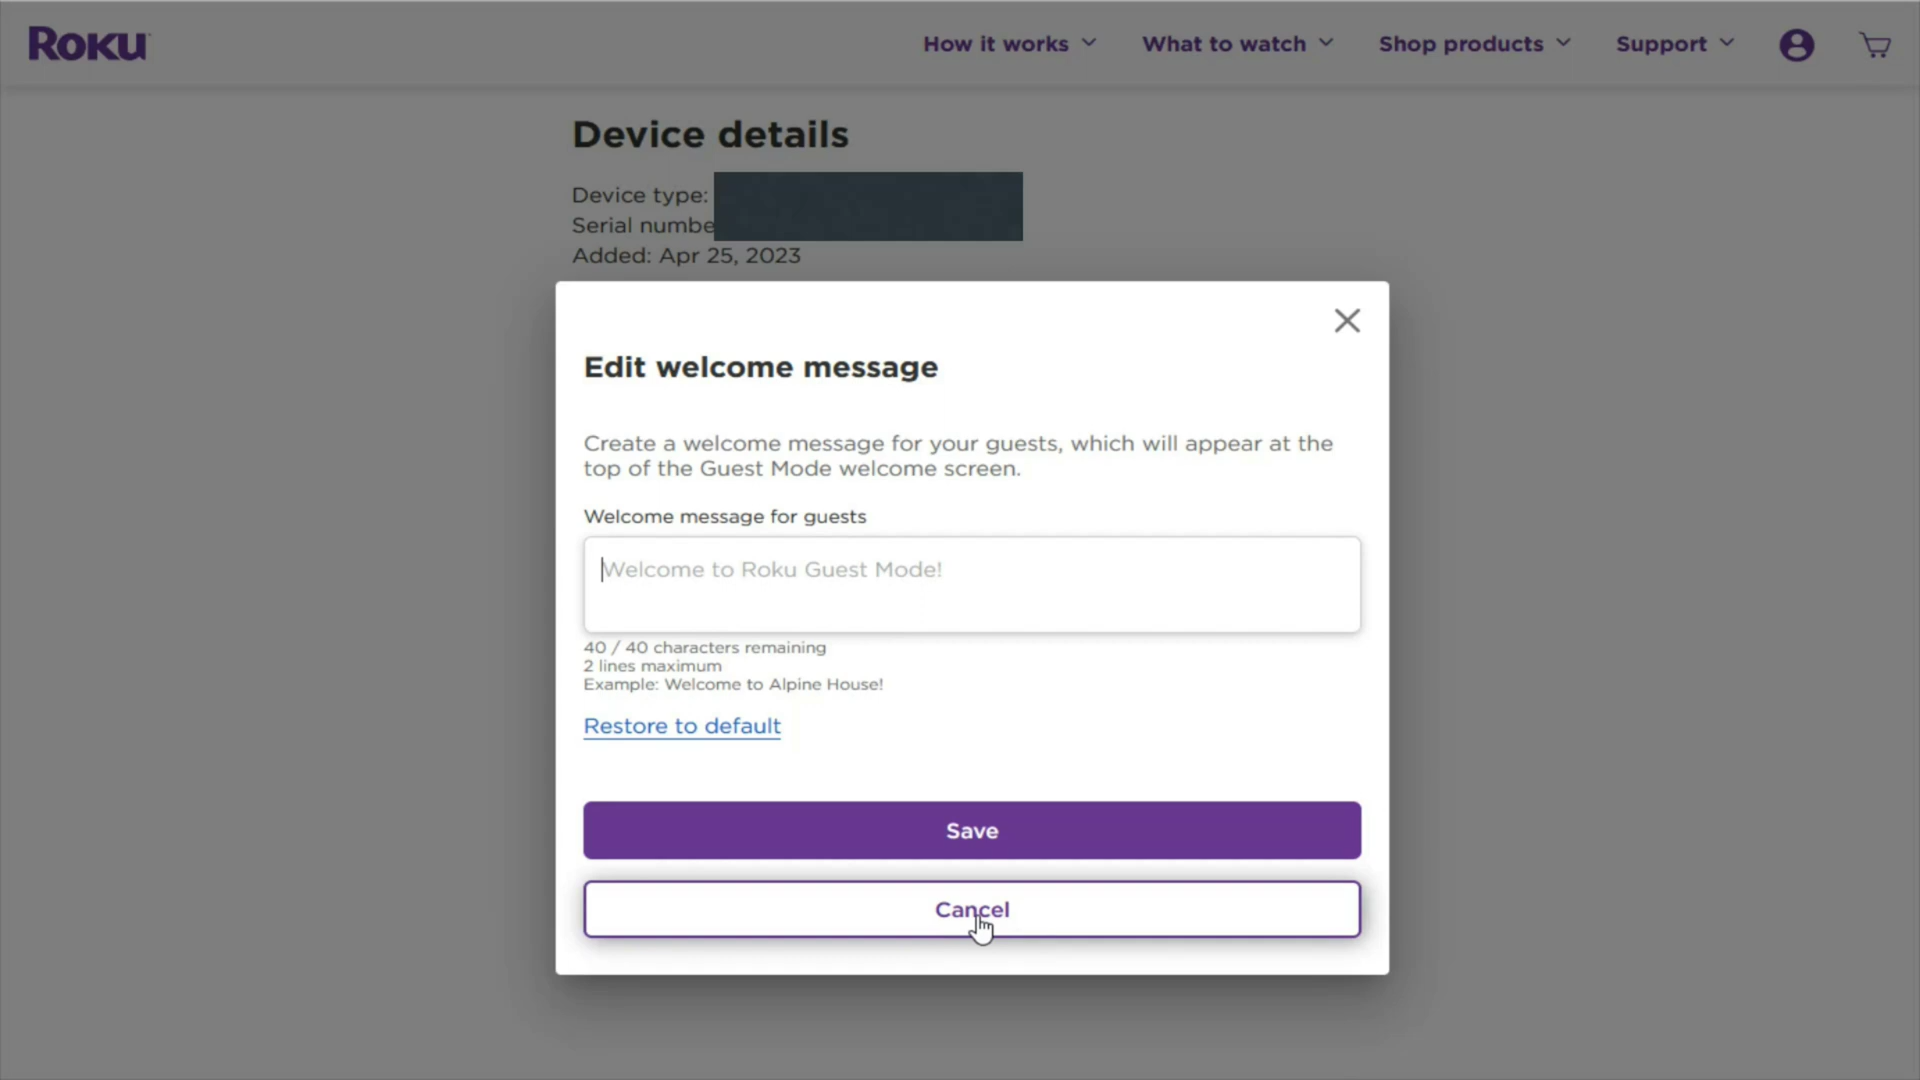 Roku
How it works
What to watch
Shop products
Support
Device details
Device type:
Serial numbe
Added: Apr 25, 2023
Edit welcome message
Create a welcome message for your guests, which will appear at the
top of the Guest Mode welcome screen.
Welcome message for guests
Welcome to Roku Guest Mode!
40 / 40 characters remaining
2 lines maximum
Example: Welcome to Alpine House!
Restore to default
Save
Cancel